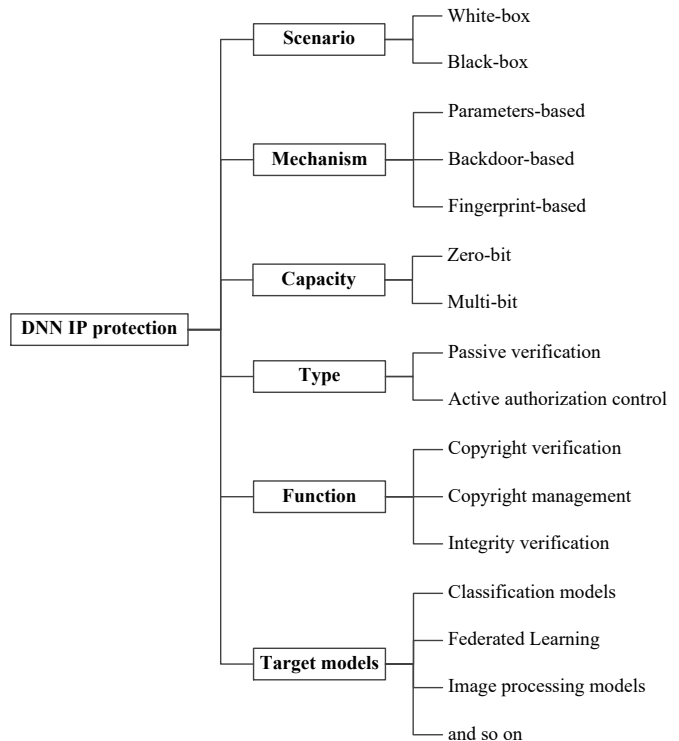 DNN IP protection
Scenario
White-box
Black-box
Mechanism
Parameters-based
Backdoor-based
Fingerprint-based
Capacity
Zero-bit
Multi-bit
Type
Passive verification
Active authorization control
Function
Copyright verification
Copyright management
Integrity verification
Target models
Classification models
Federated Learning
Image processing models
and so on